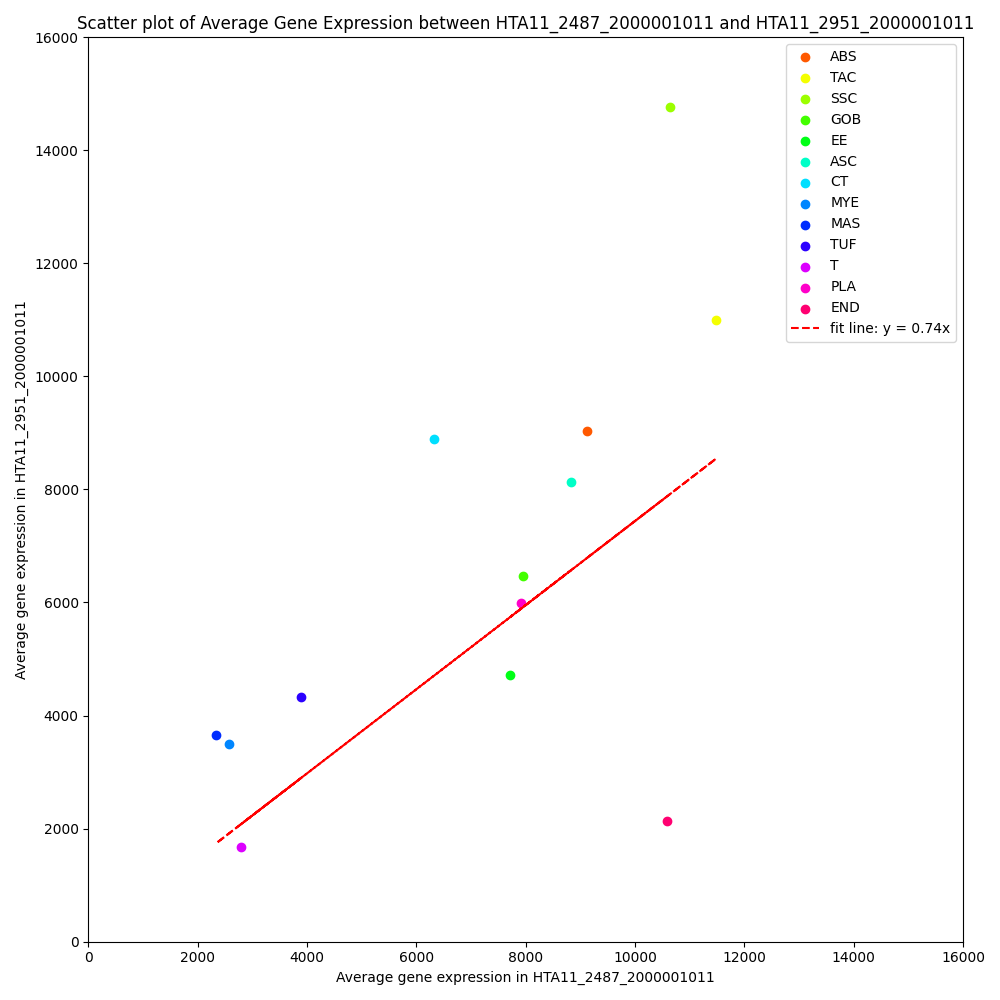 Scatter plot of Average Gene Expression between HTA11_2487_2000001011 and HTA11_2951_2000001011
Average gene expression in HTA11_2951_2000001011
16000
14000
12000
10000
8000
6000
4000
2000
0
ABS
TAC
SSC
GOB
EE
ASC
CT
MYE
MAS
TUF
T
PLA
END
fit line: y = 0.74x
0 2000 4000 6000 8000 10000 12000 14000 16000
Average gene expression in HTA11_2487_2000001011